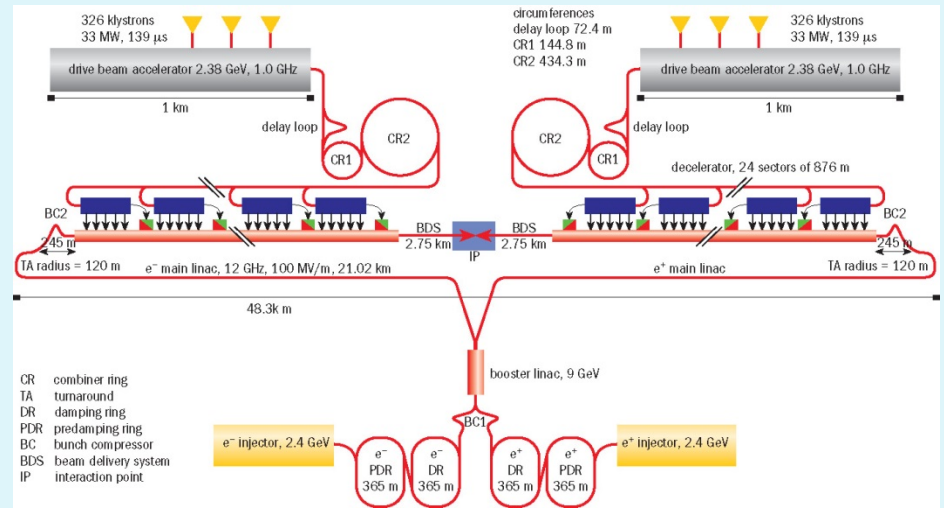 326 klystrons
33 MW, 139 μs
circumferences
delay loop 72.4 m
CR1 144.8 m
CR2 434.3 m
326 klystrons
33 MW, 139 μs
drive beam accelerator 2.38 GeV, 1.0 GHz
drive beam accelerator 2.38 GeV, 1.0 GHz
1 km
1 km
delay loop
CR1
CR2
CR2
CR1
delay loop
decelerator, 24 sectors of 876 m
BC2
BC2
BDS
2.75 km
IP
BDS
2.75 km
245 m
245 m
TA radius = 120 m
e⁻ main linac, 12 GHz, 100 MV/m, 21.02 km
e⁺ main linac
TA radius = 120 m
48.3k m
booster linac, 9 GeV
BC1
CR combiner ring
TA turnaround
DR damping ring
PDR predamping ring
BC bunch compressor
BDS beam delivery system
IP interaction point
e⁻ injector, 2.4 GeV
e⁻
PDR
365 m
e⁻
DR
365 m
e⁺
DR
365 m
e⁺
PDR
365 m
e⁺ injector, 2.4 GeV